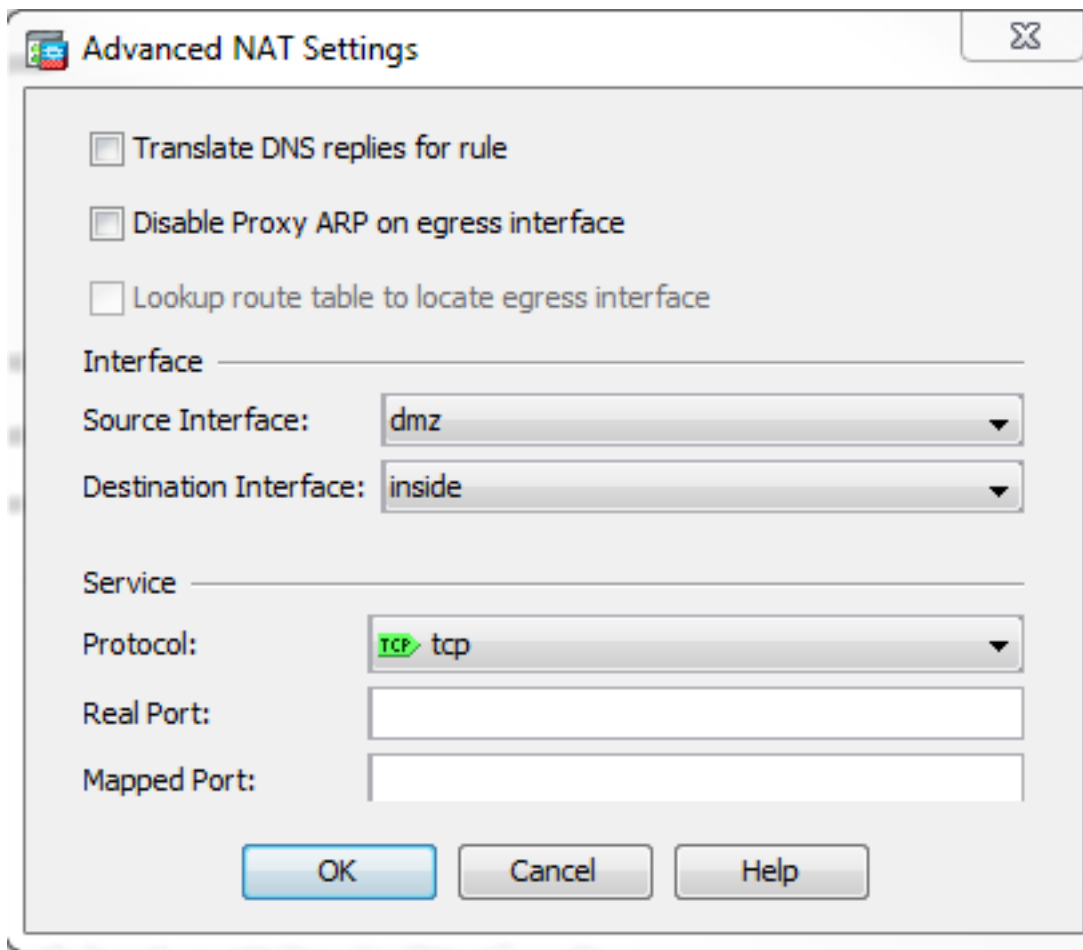 Advanced NAT Settings
Translate DNS replies for rule
Disable Proxy ARP on egress interface
Lookup route table to locate egress interface
Interface
Source Interface: dmz
Destination Interface: inside
Service
Protocol: TCP tcp
Real Port:
Mapped Port:
OK Cancel Help